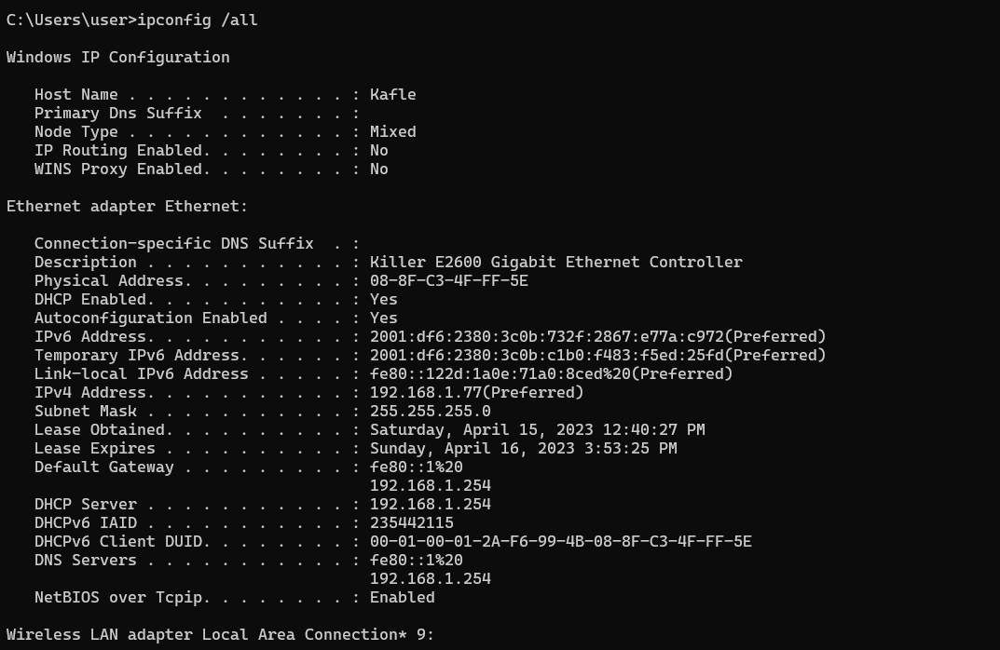 C:\Users\user>ipconfig /all
Windows IP Configuration
Host Name . . . . . . . . . . . . : Kafle
Primary Dns Suffix  . . . . . . . :
Node Type . . . . . . . . . . . . : Mixed
IP Routing Enabled. . . . . . . . : No
WINS Proxy Enabled. . . . . . . . : No
Ethernet adapter Ethernet:
Connection-specific DNS Suffix  . :
Description . . . . . . . . . . . : Killer E2600 Gigabit Ethernet Controller
Physical Address. . . . . . . . . : 08-8F-C3-4F-FF-5E
DHCP Enabled. . . . . . . . . . . : Yes
Autoconfiguration Enabled . . . . : Yes
IPv6 Address. . . . . . . . . . . : 2001:df6:2380:3c0b:732f:2867:e77a:c972(Preferred)
Temporary IPv6 Address. . . . . . : 2001:df6:2380:3c0b:c1b0:f483:f5ed:25fd(Preferred)
Link-local IPv6 Address . . . . . : fe80::122d:1a0e:71a0:8ced%20(Preferred)
IPv4 Address. . . . . . . . . . . : 192.168.1.77(Preferred)
Subnet Mask . . . . . . . . . . . : 255.255.255.0
Lease Obtained. . . . . . . . . . : Saturday, April 15, 2023 12:40:27 PM
Lease Expires . . . . . . . . . . : Sunday, April 16, 2023 3:53:25 PM
Default Gateway . . . . . . . . . : fe80::1%20
192.168.1.254
DHCP Server . . . . . . . . . . . : 192.168.1.254
DHCPv6 IAID . . . . . . . . . . . : 235442115
DHCPv6 Client DUID. . . . . . . . : 00-01-00-01-2A-F6-99-4B-08-8F-C3-4F-FF-5E
DNS Servers . . . . . . . . . . . : fe80::1%20
192.168.1.254
NetBIOS over Tcpip. . . . . . . . : Enabled
Wireless LAN adapter Local Area Connection* 9: